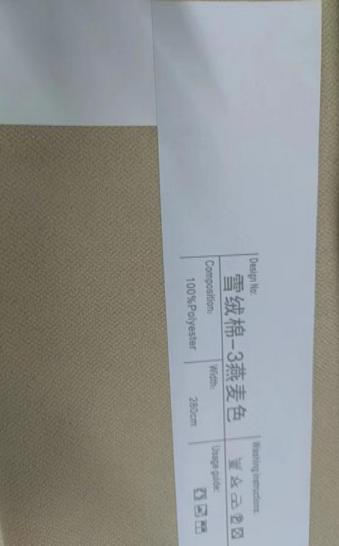 Design No:
雪绒棉-3燕麦色
Washing instructions:
Composition:
100%Polyester
Width:
280cm
Usage guide: